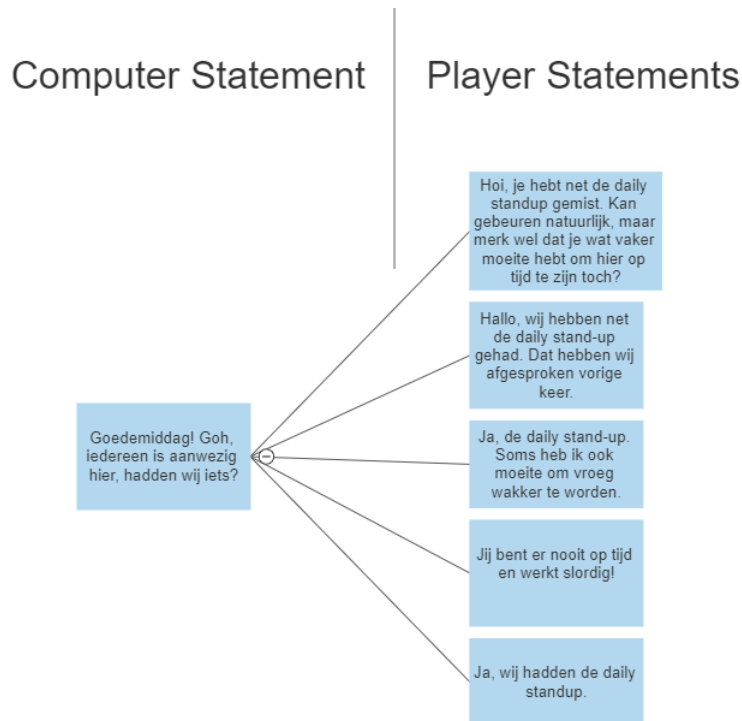 Computer Statement
Player Statements
Hoi, je hebt net de daily
standup gemist. Kan
gebeuren natuurlijk, maar
merk wel dat je wat vaker
moeite hebt om hier op
tijd te zijn toch?
Hallo, wij hebben net
de daily stand-up
gehad. Dat hebben wij
afgesproken vorige
keer.
Goedemiddag! Goh,
iedereen is aanwezig
hier, hadden wij iets?
Ja, de daily stand-up.
Soms heb ik ook
moeite om vroeg
wakker te worden.
Jij bent er nooit op tijd
en werkt slordig!
Ja, wij hadden de daily
standup.